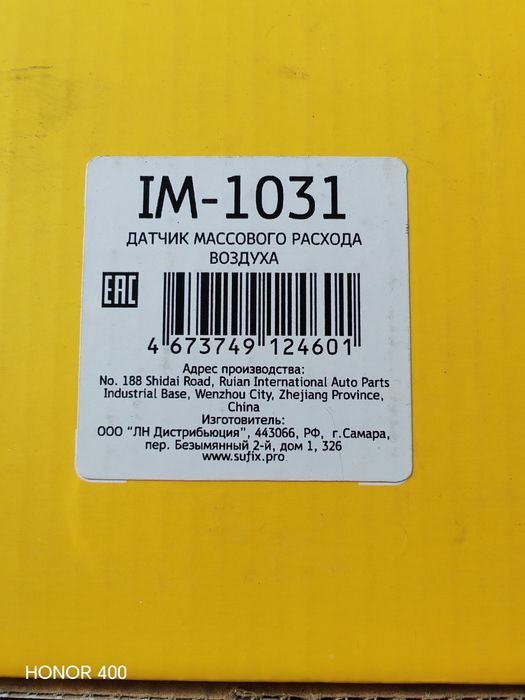 IM-1031
ДАТЧИК МАССОВОГО РАСХОДА
ВОЗДУХА
EAC
4 673749 124601
Адрес производства:
No. 188 Shidai Road, Ruian International Auto Parts
Industrial Base, Wenzhou City, Zhejiang Province,
China
Изготовитель:
ООО "ЛН Дистрибьюция", 443066, РФ, г.Самара,
пер. Безымянный 2-й, дом 1, 326
www.sufix.pro
HONOR 400